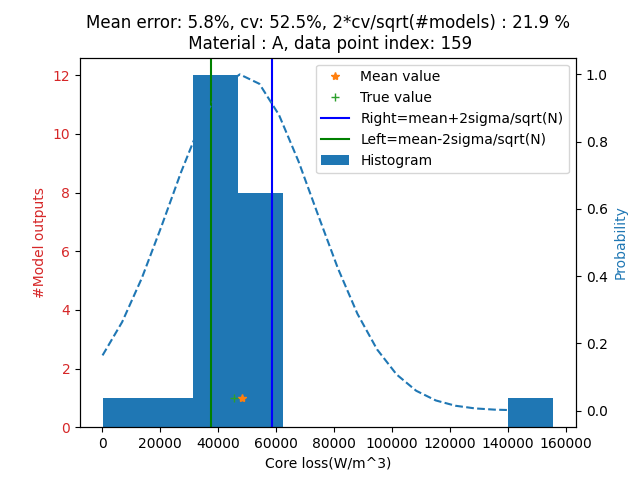 Mean error: 5.8%, cv: 52.5%, 2*cv/sqrt(#models) : 21.9 %
Material : A, data point index: 159
Mean value
True value
Right=mean+2sigma/sqrt(N)
Left=mean-2sigma/sqrt(N)
Histogram
#Model outputs
12
10
8
6
4
2
0
Probability
1.0
0.8
0.6
0.4
0.2
0.0
0 20000 40000 60000 80000 100000 120000 140000 160000
Core loss(W/m^3)